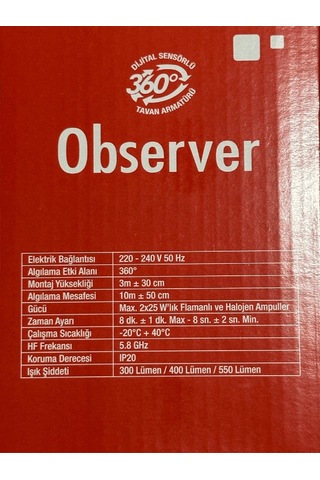 DİJİTAL SENSÖRLÜ
360°
TAVAN ARMATÜRÜ
Observer
Elektrik Bağlantısı 220 - 240 V 50 Hz
Algılama Etki Alanı 360°
Montaj Yüksekliği 3m ± 30 cm
Algılama Mesafesi 10m ± 50 cm
Gücü Max. 2x25 W'lık Flamanlı ve Halojen Ampuller
Zaman Ayarı 8 dk. ± 1 dk. Max - 8 sn. ± 2 sn. Min.
Çalışma Sıcaklığı -20°C + 40°C
HF Frekansı 5.8 GHz
Koruma Derecesi IP20
Işık Şiddeti 300 Lümen / 400 Lümen / 550 Lümen